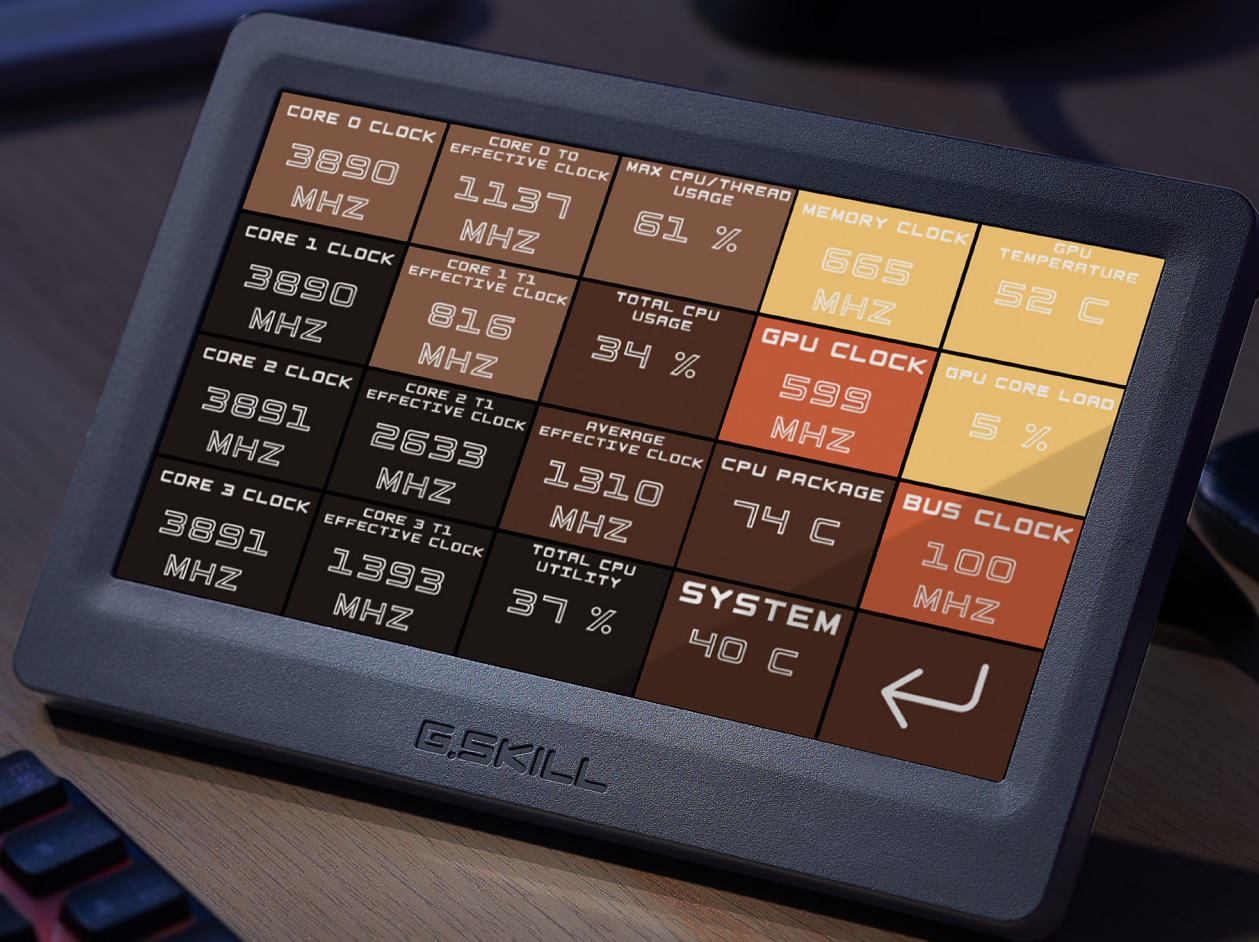 CORE 0 CLOCK
3890
MHZ
CORE 0 T0
EFFECTIVE CLOCK
1137
MHZ
MAX CPU/THREAD
USAGE
61 %
MEMORY CLOCK
665
MHZ
GPU
TEMPERATURE
52 C
CORE 1 CLOCK
3890
MHZ
CORE 1 T1
EFFECTIVE CLOCK
816
MHZ
TOTAL CPU
USAGE
34 %
GPU CLOCK
599
MHZ
GPU CORE LOAD
5 %
CORE 2 CLOCK
3891
MHZ
CORE 2 T1
EFFECTIVE CLOCK
2633
MHZ
AVERAGE
EFFECTIVE CLOCK
1310
MHZ
CPU PACKAGE
74 C
BUS CLOCK
100
MHZ
CORE 3 CLOCK
3891
MHZ
CORE 3 T1
EFFECTIVE CLOCK
1393
MHZ
TOTAL CPU
UTILITY
37 %
SYSTEM
40 C
G.SKILL